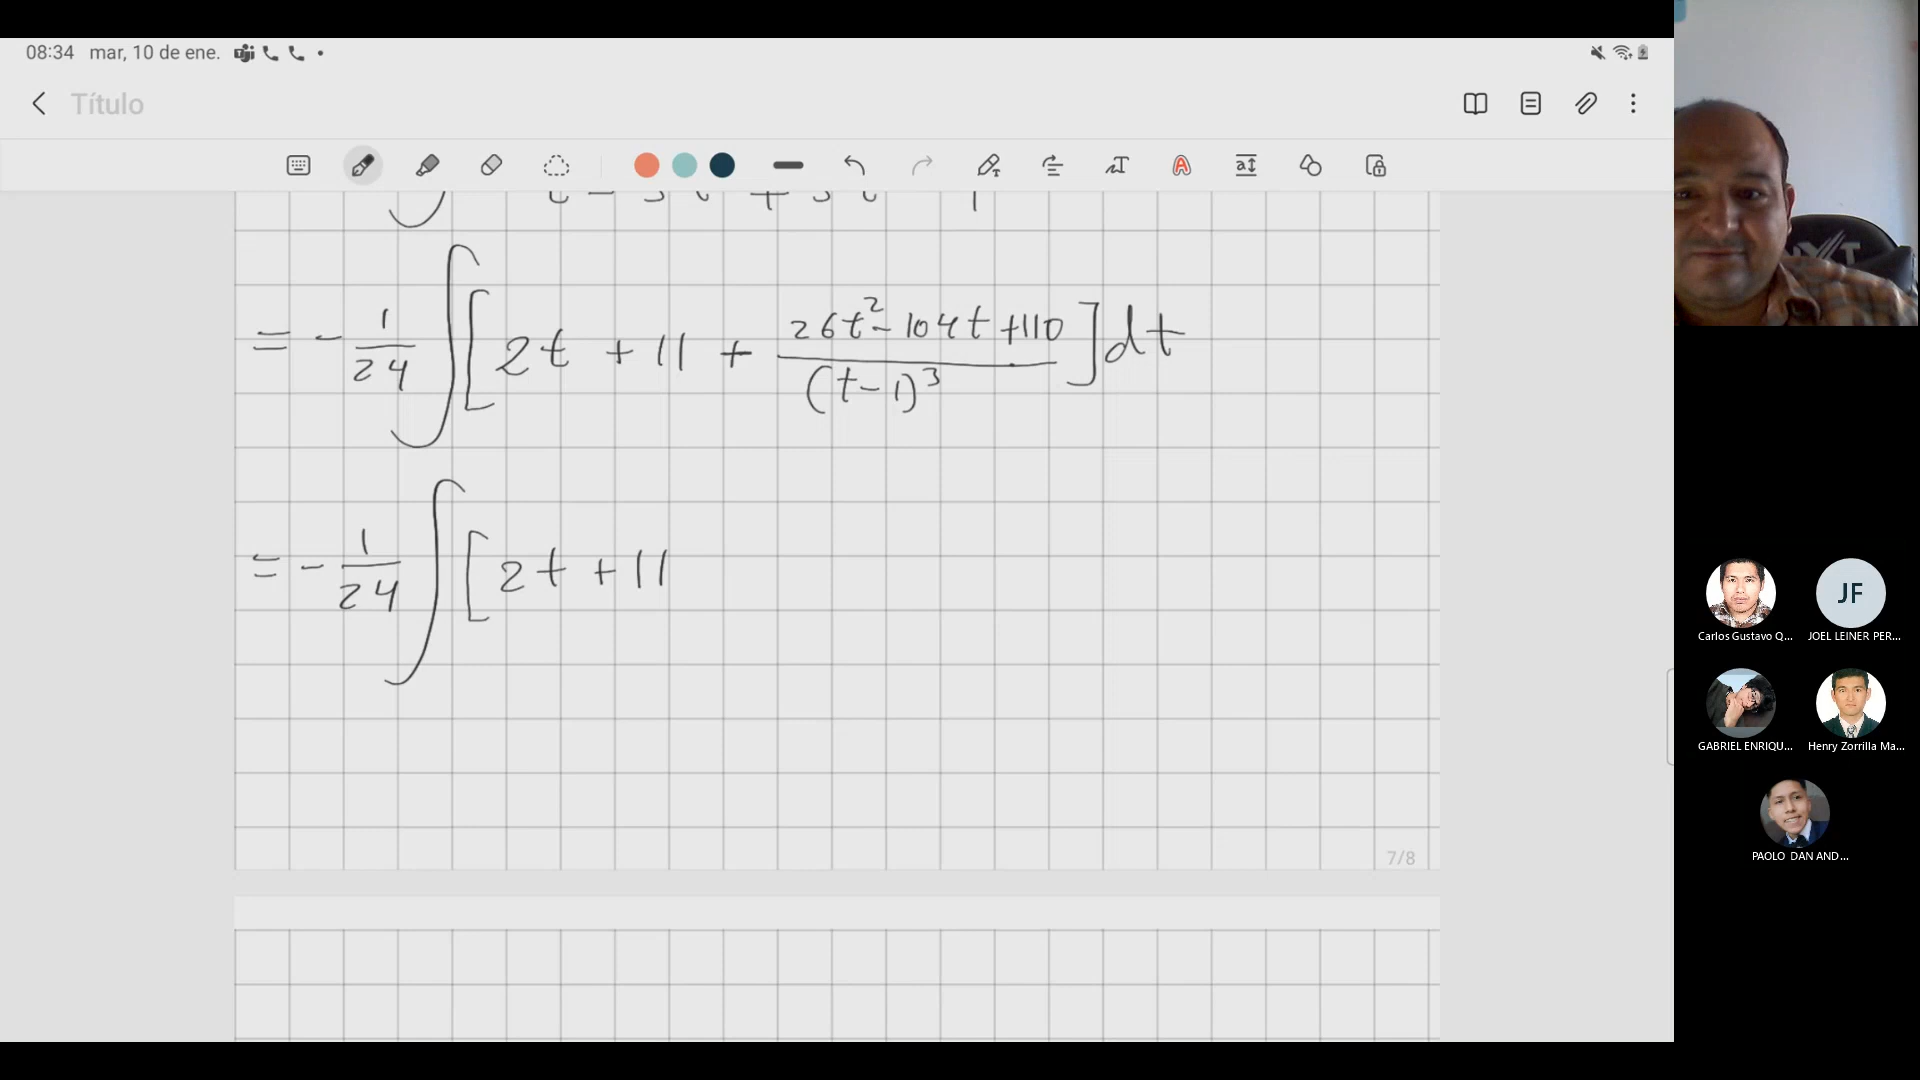 08:34 mar, 10 de ene.
Título
= - 1/24 ∫ [ 2t + 11 + (26t² - 104t + 110)/(t - 1)³ ] dt
= - 1/24 ∫ [ 2t + 11
7/8
JF
Carlos Gustavo Q...
JOEL LEINER PER...
GABRIEL ENRIQU...
Henry Zorrilla Ma...
PAOLO DAN AND...